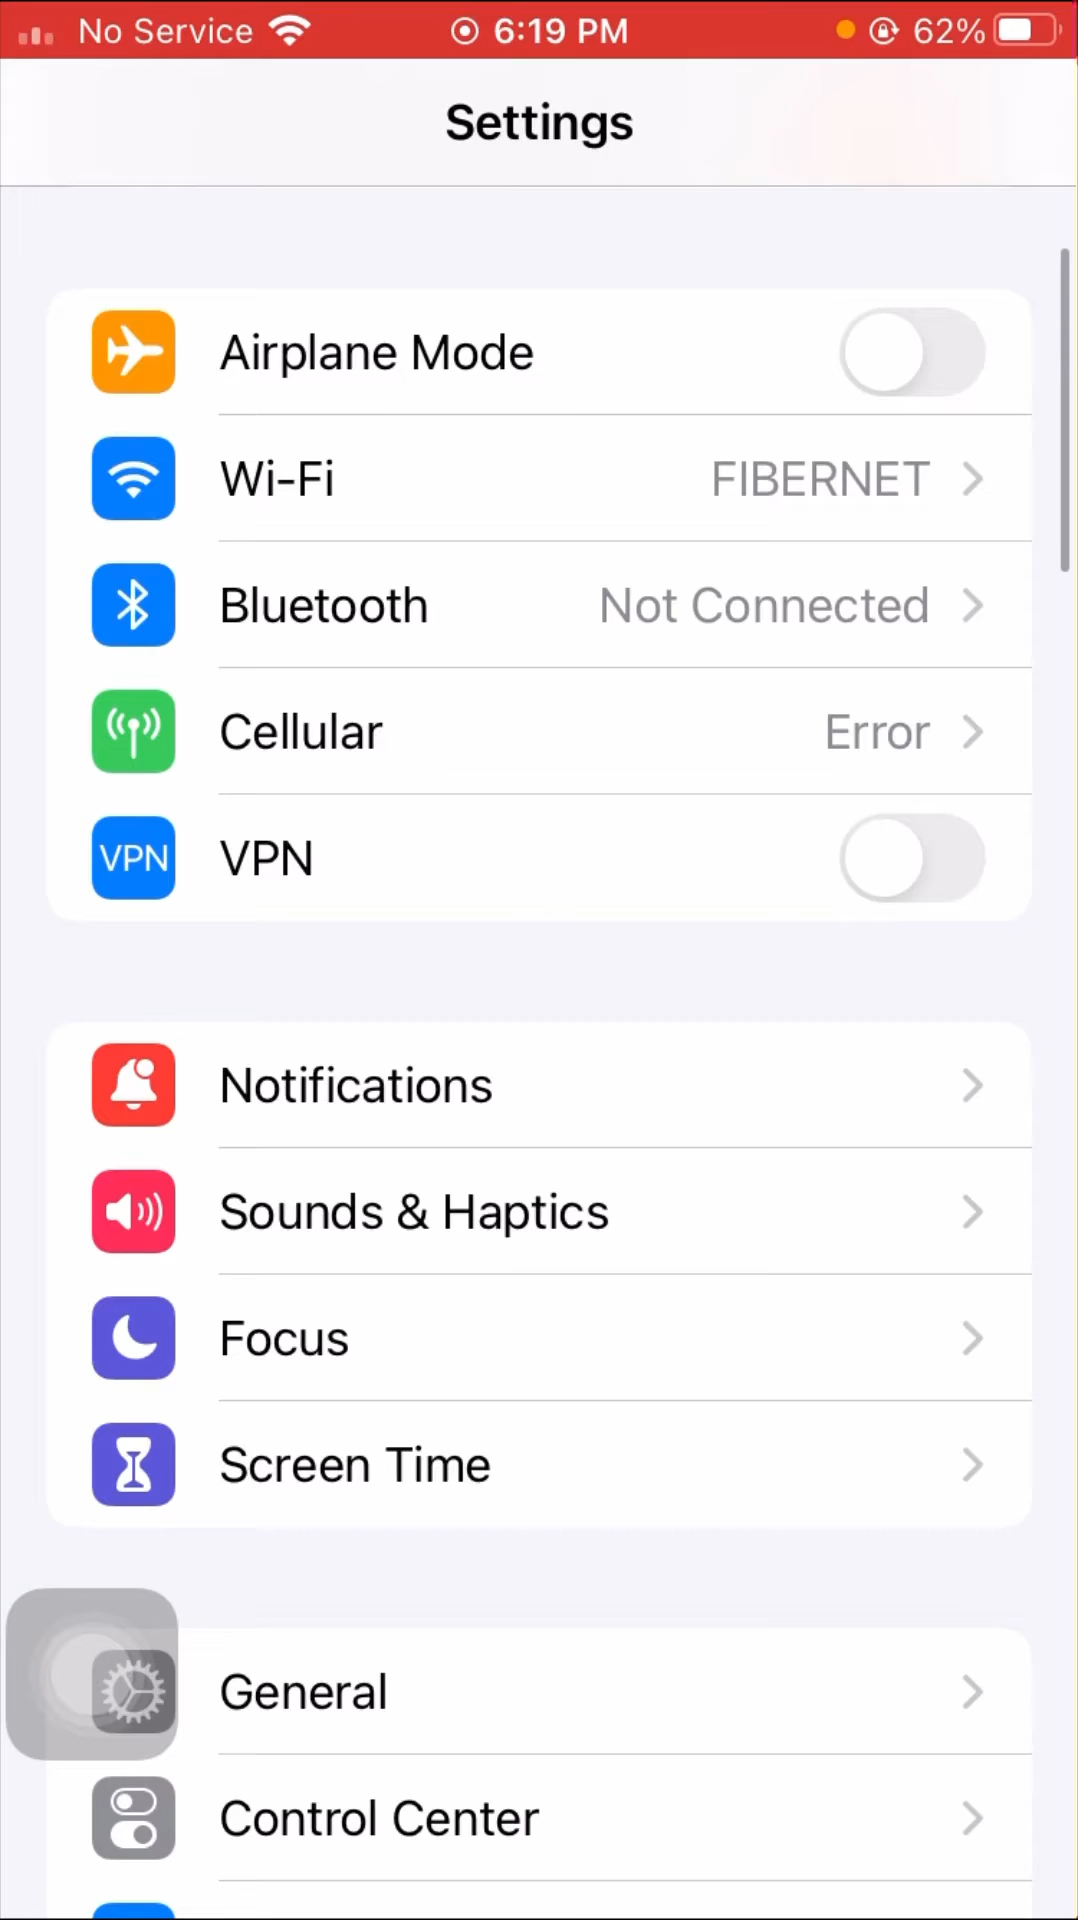 No Service 6:19 PM 62%
Settings
Airplane Mode
Wi-Fi FIBERNET
Bluetooth Not Connected
Cellular Error
VPN VPN
Notifications
Sounds & Haptics
Focus
Screen Time
General
Control Center